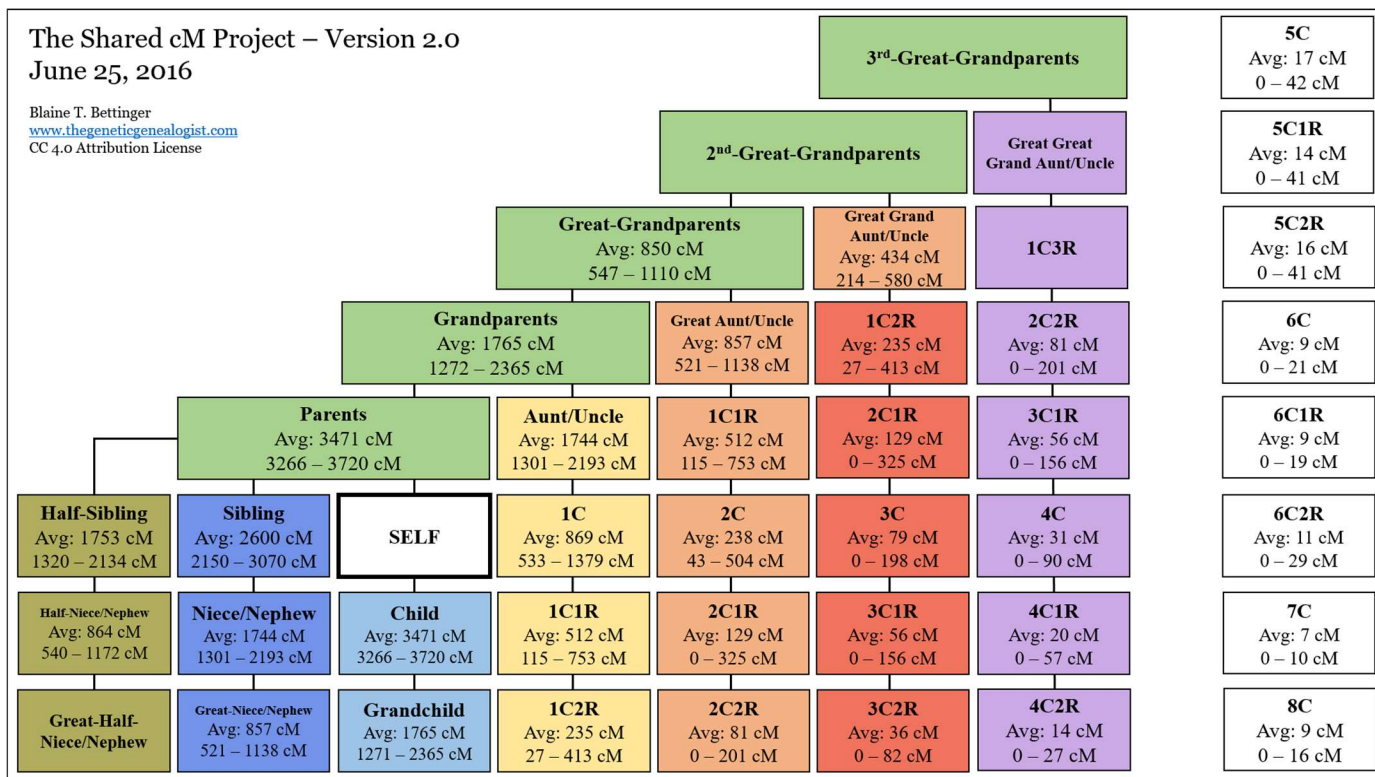 The Shared cM Project – Version 2.0
June 25, 2016
Blaine T. Bettinger
www.thegeneticgenealogist.com
CC 4.0 Attribution License
3rd-Great-Grandparents
5C
Avg: 17 cM
0 – 42 cM
2nd-Great-Grandparents
Great Great
Grand Aunt/Uncle
5C1R
Avg: 14 cM
0 – 41 cM
Great-Grandparents
Avg: 850 cM
547 – 1110 cM
Great Grand
Aunt/Uncle
Avg: 434 cM
214 – 580 cM
1C3R
5C2R
Avg: 16 cM
0 – 41 cM
Grandparents
Avg: 1765 cM
1272 – 2365 cM
Great Aunt/Uncle
Avg: 857 cM
521 – 1138 cM
1C2R
Avg: 235 cM
27 – 413 cM
2C2R
Avg: 81 cM
0 – 201 cM
6C
Avg: 9 cM
0 – 21 cM
Parents
Avg: 3471 cM
3266 – 3720 cM
Aunt/Uncle
Avg: 1744 cM
1301 – 2193 cM
1C1R
Avg: 512 cM
115 – 753 cM
2C1R
Avg: 129 cM
0 – 325 cM
3C1R
Avg: 56 cM
0 – 156 cM
6C1R
Avg: 9 cM
0 – 19 cM
Half-Sibling
Avg: 1753 cM
1320 – 2134 cM
Sibling
Avg: 2600 cM
2150 – 3070 cM
SELF
1C
Avg: 869 cM
533 – 1379 cM
2C
Avg: 238 cM
43 – 504 cM
3C
Avg: 79 cM
0 – 198 cM
4C
Avg: 31 cM
0 – 90 cM
6C2R
Avg: 11 cM
0 – 29 cM
Half-Niece/Nephew
Avg: 864 cM
540 – 1172 cM
Niece/Nephew
Avg: 1744 cM
1301 – 2193 cM
Child
Avg: 3471 cM
3266 – 3720 cM
1C1R
Avg: 512 cM
115 – 753 cM
2C1R
Avg: 129 cM
0 – 325 cM
3C1R
Avg: 56 cM
0 – 156 cM
4C1R
Avg: 20 cM
0 – 57 cM
7C
Avg: 7 cM
0 – 10 cM
Great-Half-
Niece/Nephew
Great-Niece/Nephew
Avg: 857 cM
521 – 1138 cM
Grandchild
Avg: 1765 cM
1271 – 2365 cM
1C2R
Avg: 235 cM
27 – 413 cM
2C2R
Avg: 81 cM
0 – 201 cM
3C2R
Avg: 36 cM
0 – 82 cM
4C2R
Avg: 14 cM
0 – 27 cM
8C
Avg: 9 cM
0 – 16 cM